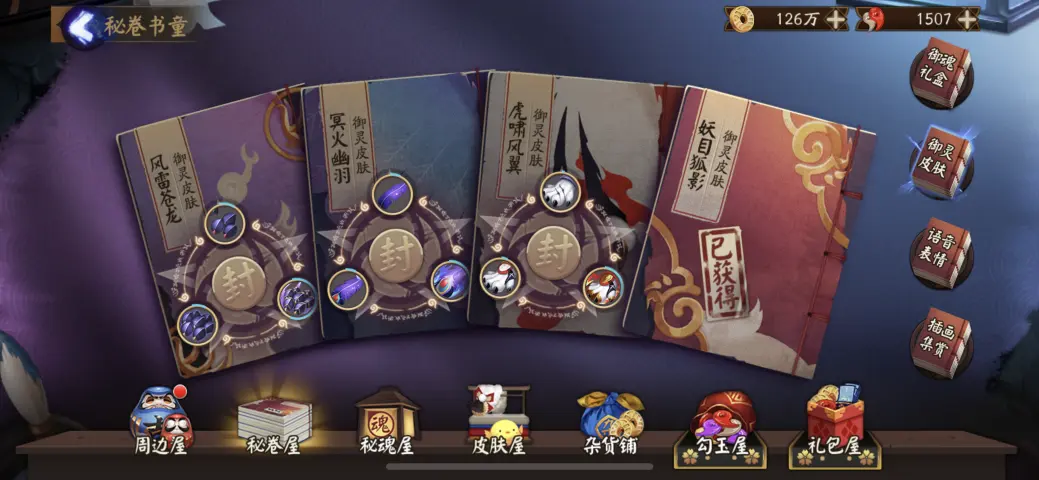 秘卷书童
126万
1507
风雷苍龙
御灵皮肤
封
冥火幽羽
御灵皮肤
封
虎啸风翼
御灵皮肤
封
妖目狐影
御灵皮肤
已获得
御魂
礼盒
御灵
皮肤
语音
表情
插画
集赏
周边屋
秘卷屋
魂
秘魂屋
皮肤屋
杂货铺
勾玉屋
礼包屋